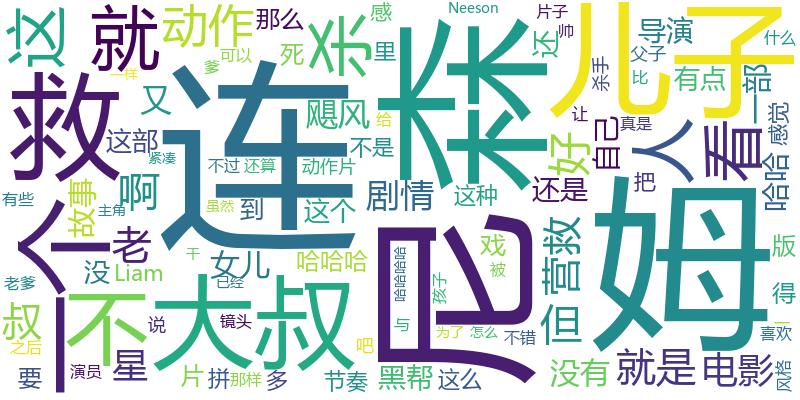 这
就
动作
那么
杀
感
里
Neeson
片子
帅
还
儿子
导演
什么
死
爹
可以
一样
父子
杀手
比
有点
一部
感觉
救
连
森
飓风
又
给
让
真是
好
自己
人
看
哈哈
这部
紧凑
有些
不是
不过
还算
动作片
啊
故事
主角
虽然
到
这个
剧情
这种
还是
把
一个
老
没
Liam
老爹
女儿
哈哈哈
干
已经
尼
哈哈哈哈
戏
被
孩子
与
但
营救
姆
版
得
叔
不
大叔
说
镜头
之后
演员
要
星
片
拼
那样
多
节奏
吧
黑帮
为了
怎么
这么
不错
没有
就是
电影
喜欢
风格